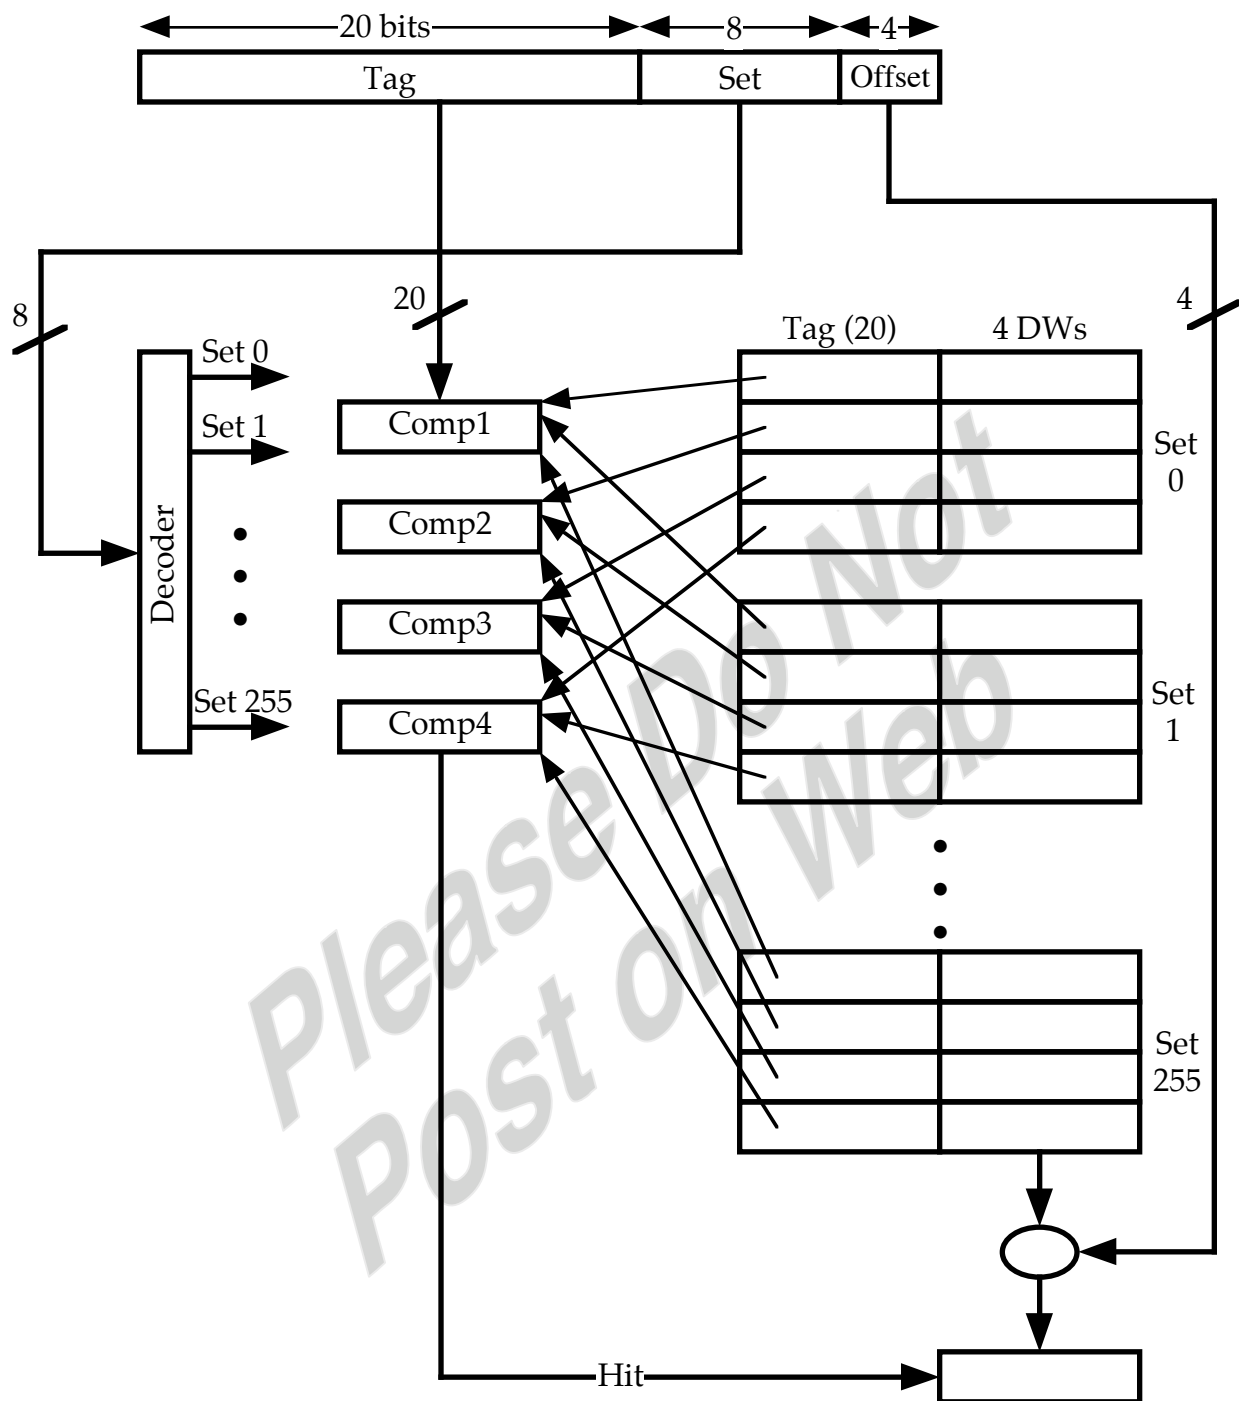 20 bits 8 4
Tag Set Offset
8
20
4
Tag (20) 4 DWs
Set 0
Set 1
Set 255
Decoder
Comp1
Comp2
Comp3
Comp4
Set
0
Set
1
Set
255
Hit
Please Do Not
Post on Web